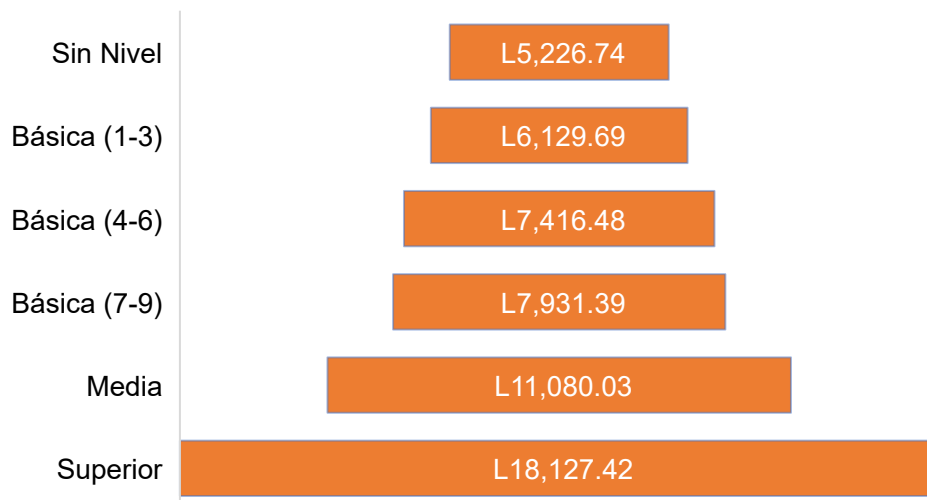 Sin Nivel L5,226.74
Básica (1-3) L6,129.69
Básica (4-6) L7,416.48
Básica (7-9) L7,931.39
Media L11,080.03
Superior L18,127.42